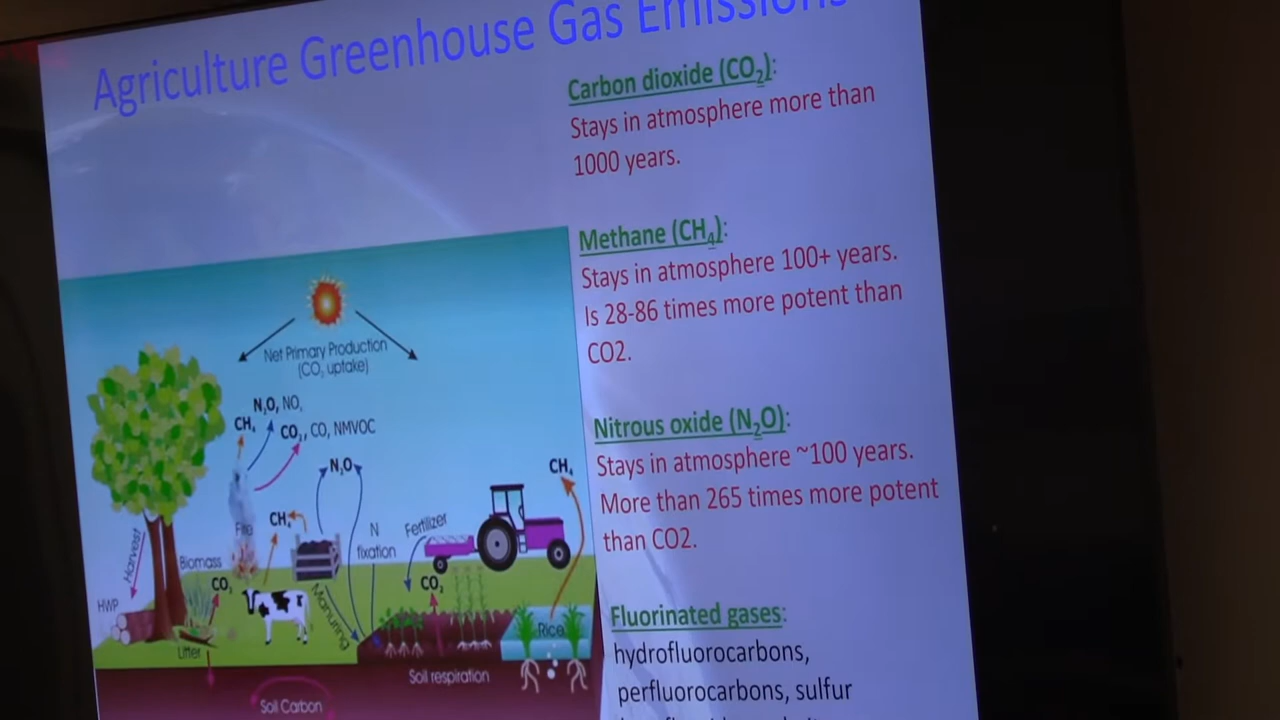 Agriculture Greenhouse Gas Emissions
Carbon dioxide (CO₂):
Stays in atmosphere more than
1000 years.
Methane (CH₄):
Stays in atmosphere 100+ years.
Is 28-86 times more potent than
CO2.
Nitrous oxide (N₂O):
Stays in atmosphere ~100 years.
More than 265 times more potent
than CO2.
Fluorinated gases:
hydrofluorocarbons,
perfluorocarbons, sulfur
Net Primary Production
(CO₂ uptake)
N₂O, NOₓ
CH₄
CO₂, CO, NMVOC
N₂O
CH₄
Fire
CH₄
N
fixation
Fertilizer
Harvest
Biomass
CO₂
CO₂
HWP
Manuring
Rice
Litter
Soil respiration
Soil Carbon